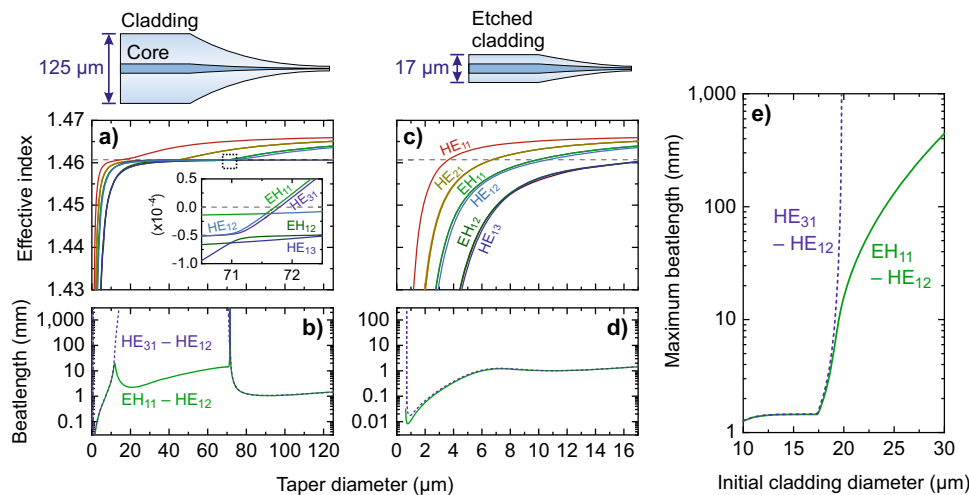 Cladding
Core
125 µm
Etched
cladding
17 µm
a)
Effective index
1.47
1.46
1.45
1.44
1.43
(x10⁻⁴)
0.5
0.0
-0.5
-1.0
71
72
EH₁₁
HE₃₁
HE₁₂
EH₁₂
HE₁₃
b)
Beatlength (mm)
1,000
100
10
1
0.1
0.01
HE₃₁ – HE₁₂
EH₁₁ – HE₁₂
0 20 40 60 80 100 120
c)
HE₁₁
HE₂₁
EH₁₁
HE₁₂
EH₁₂
HE₁₃
d)
100
10
1
0.1
0.01
0 2 4 6 8 10 12 14 16
Taper diameter (µm)
Taper diameter (µm)
e)
Maximum beatlength (mm)
1,000
100
10
1
HE₃₁
– HE₁₂
EH₁₁
– HE₁₂
10 15 20 25 30
Initial cladding diameter (µm)